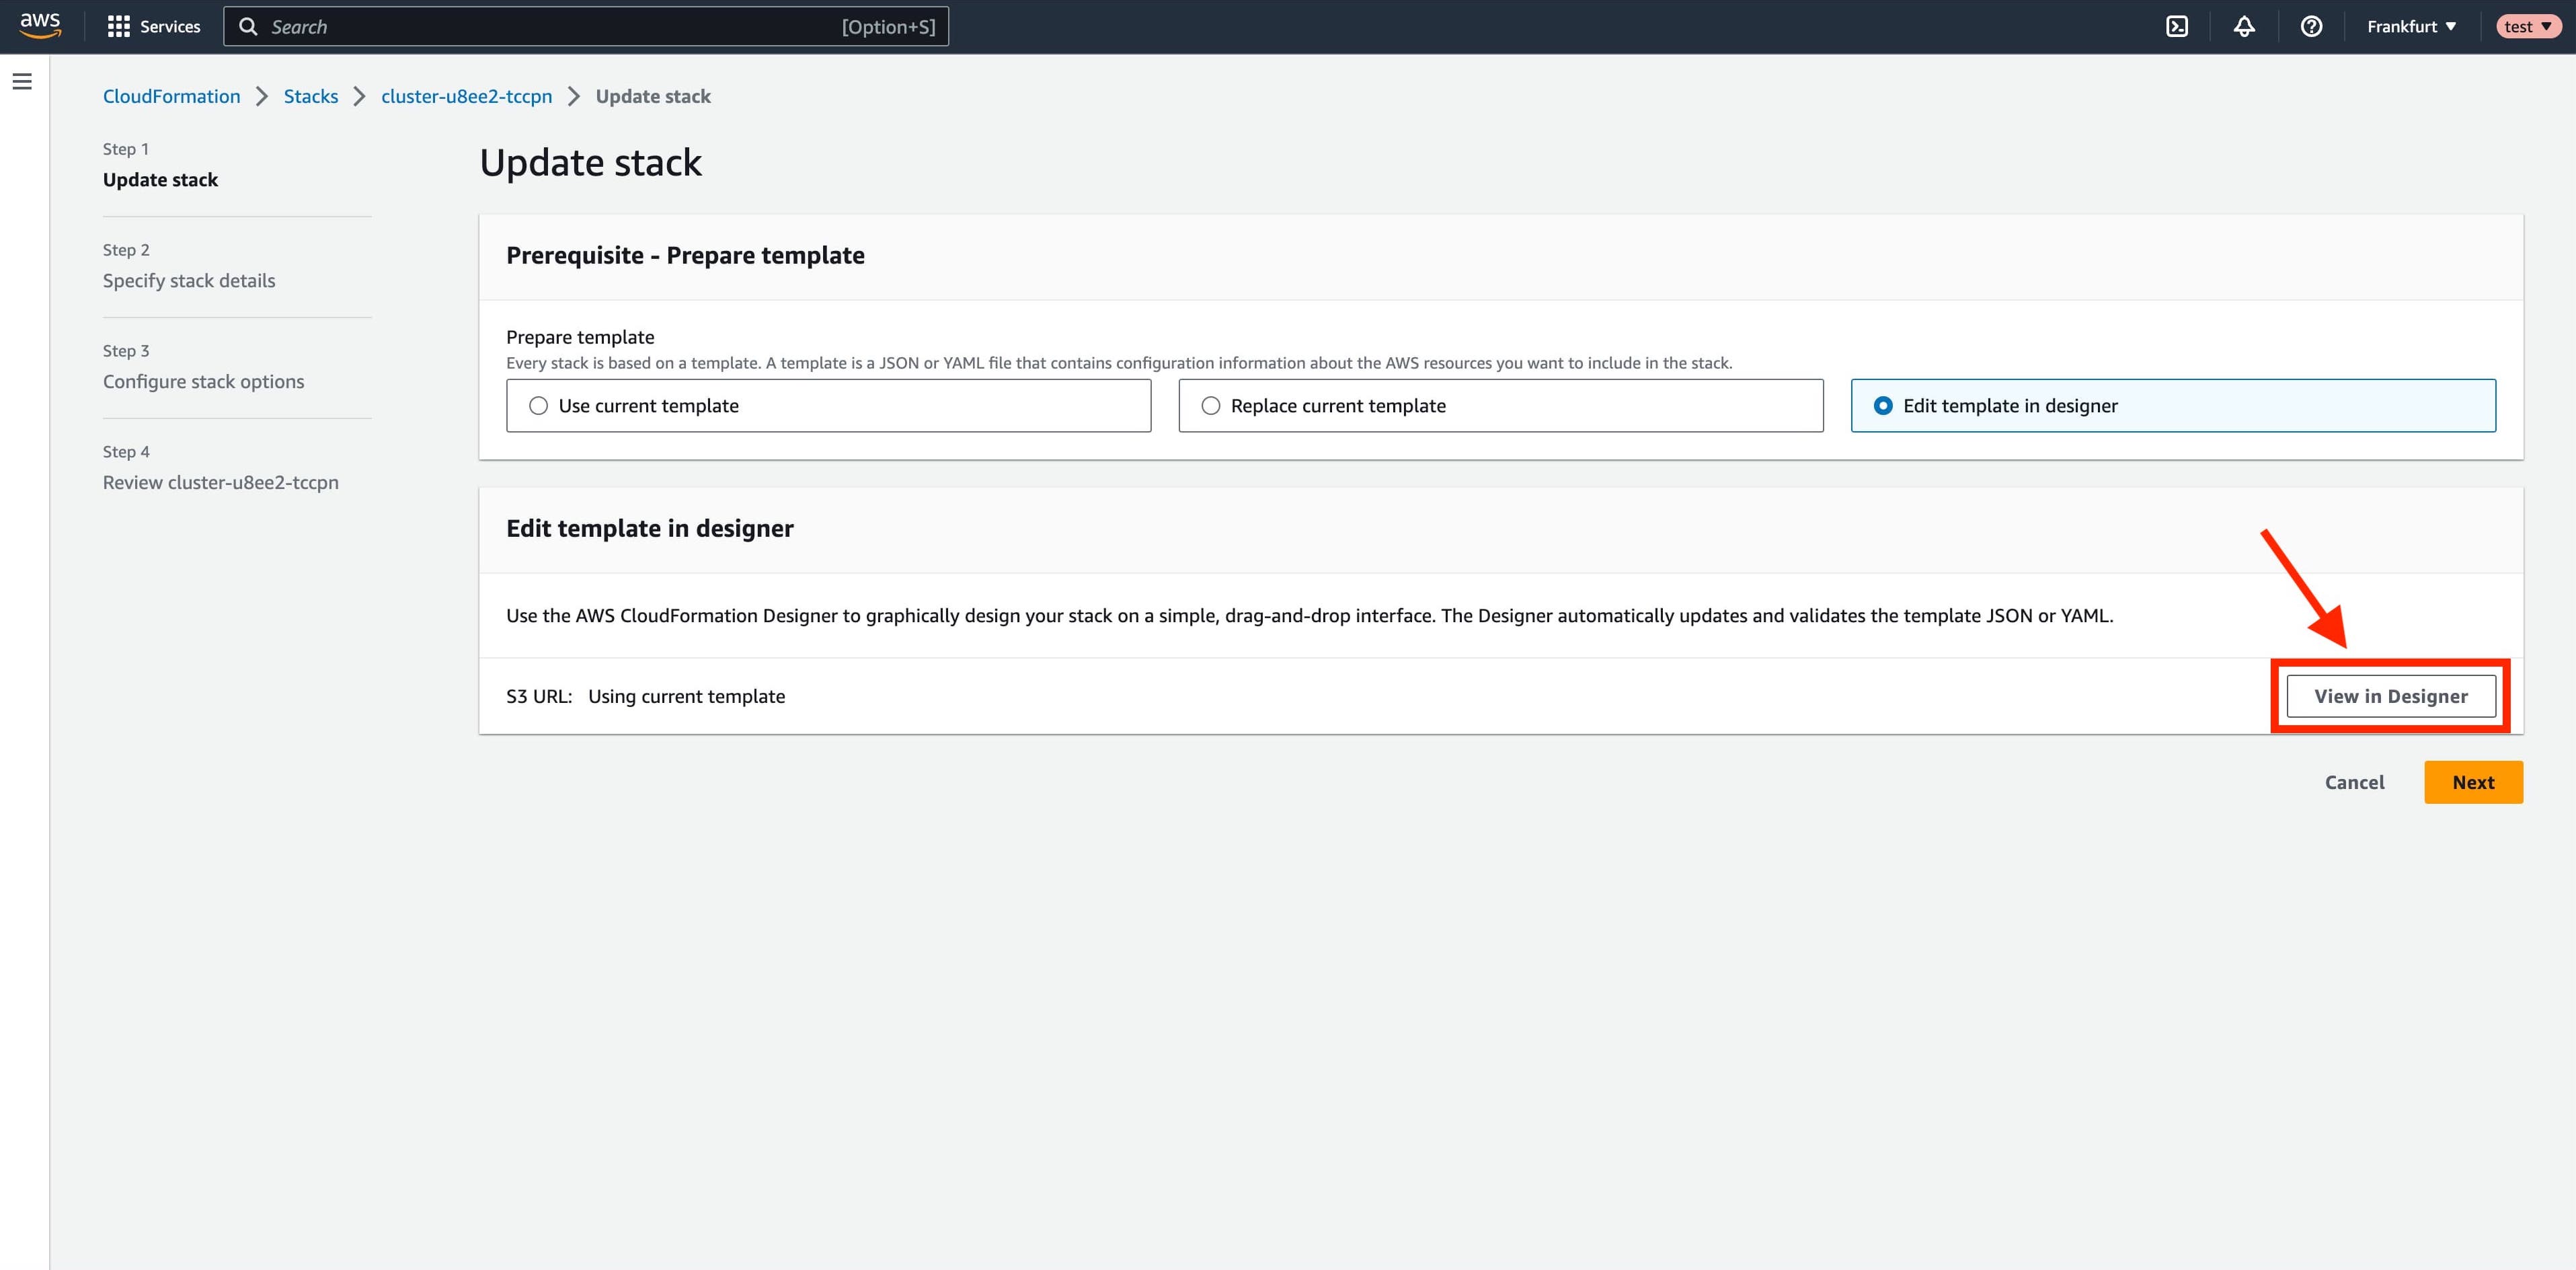 aws Services Search [Option+S] Frankfurt test
CloudFormation Stacks cluster-u8ee2-tccpn Update stack
Step 1
Update stack
Step 2
Specify stack details
Step 3
Configure stack options
Step 4
Review cluster-u8ee2-tccpn
Update stack
Prerequisite - Prepare template
Prepare template
Every stack is based on a template. A template is a JSON or YAML file that contains configuration information about the AWS resources you want to include in the stack.
Use current template Replace current template Edit template in designer
Edit template in designer
Use the AWS CloudFormation Designer to graphically design your stack on a simple, drag-and-drop interface. The Designer automatically updates and validates the template JSON or YAML.
S3 URL: Using current template View in Designer
Cancel Next